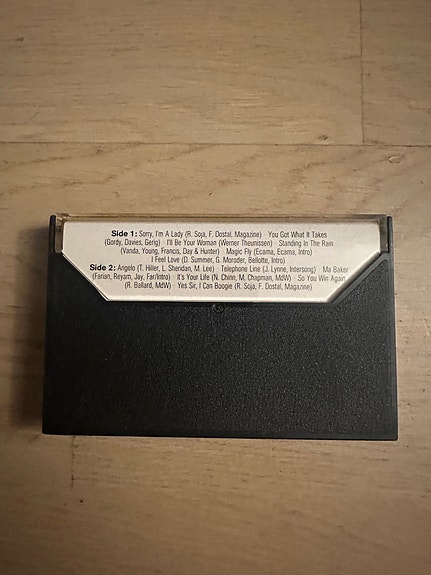 Side 1: Sorry, I'm A Lady (R. Soja, F. Dostal, Magazine) · You Got What It Takes
(Gordy, Davies, Gerig) · I'll Be Your Woman (Werner Theunissen) · Standing In The Rain
(Vanda, Young, Francis, Day & Hunter) · Magic Fly (Ecama, Ecama, Intro)
I Feel Love (D. Summer, G. Moroder, Bellotte, Intro)
Side 2: Angelo (T. Hiller, L. Sheridan, M. Lee) · Telephone Line (J. Lynne, Intersong) · Ma Baker
(Farian, Reyam, Jay, Far/Intro) · It's Your Life (N. Chinn, M. Chapman, MdW) · So You Win Again
(R. Ballard, MdW) · Yes Sir, I Can Boogie (R. Soja, F. Dostal, Magazine)